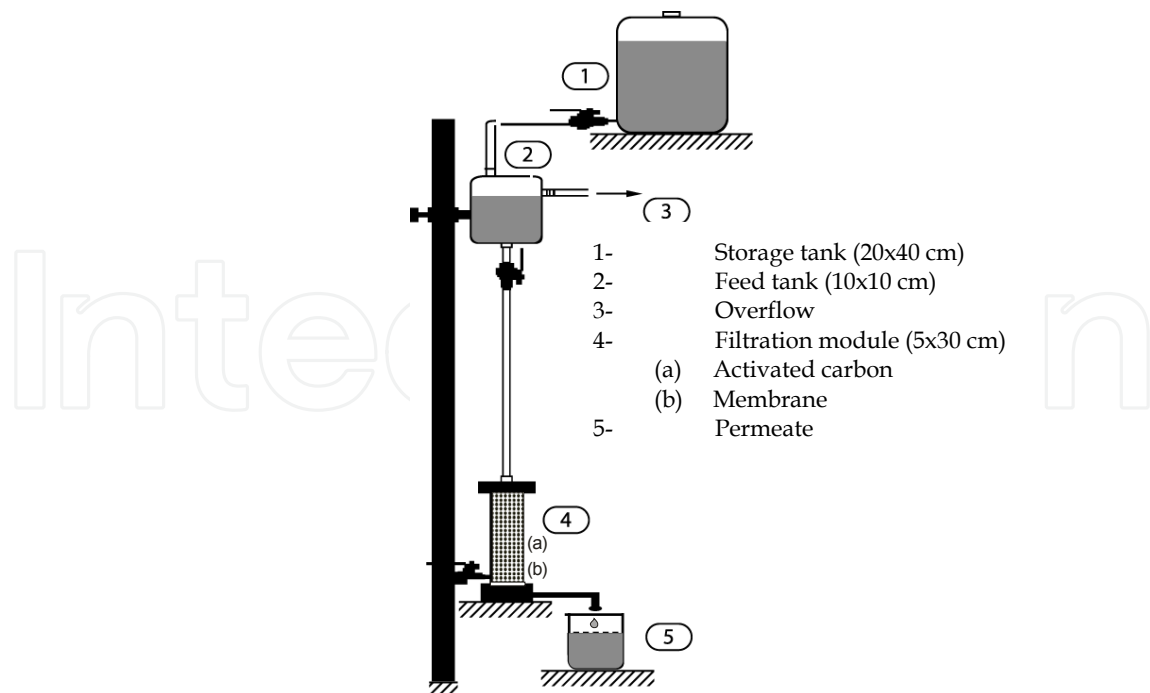 1
2
3
1- Storage tank (20x40 cm)
2- Feed tank (10x10 cm)
3- Overflow
4- Filtration module (5x30 cm)
(a) Activated carbon
(b) Membrane
5- Permeate
4
(a)
(b)
5